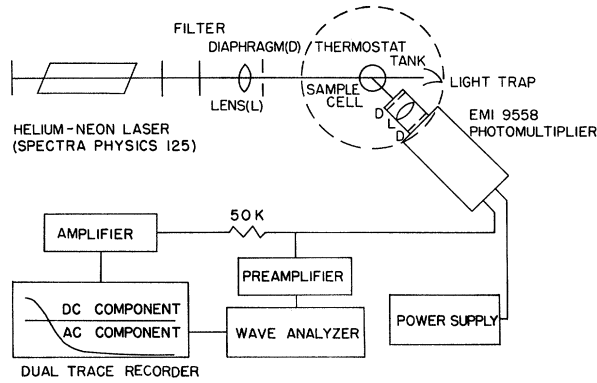 FILTER
DIAPHRAGM(D)
THERMOSTAT
TANK
SAMPLE
CELL
LIGHT TRAP
LENS(L)
D
L
D
EMI 9558
PHOTOMULTIPLIER
HELIUM-NEON LASER
(SPECTRA PHYSICS 125)
50K
AMPLIFIER
PREAMPLIFIER
DC COMPONENT
AC COMPONENT
WAVE ANALYZER
POWER SUPPLY
DUAL TRACE RECORDER